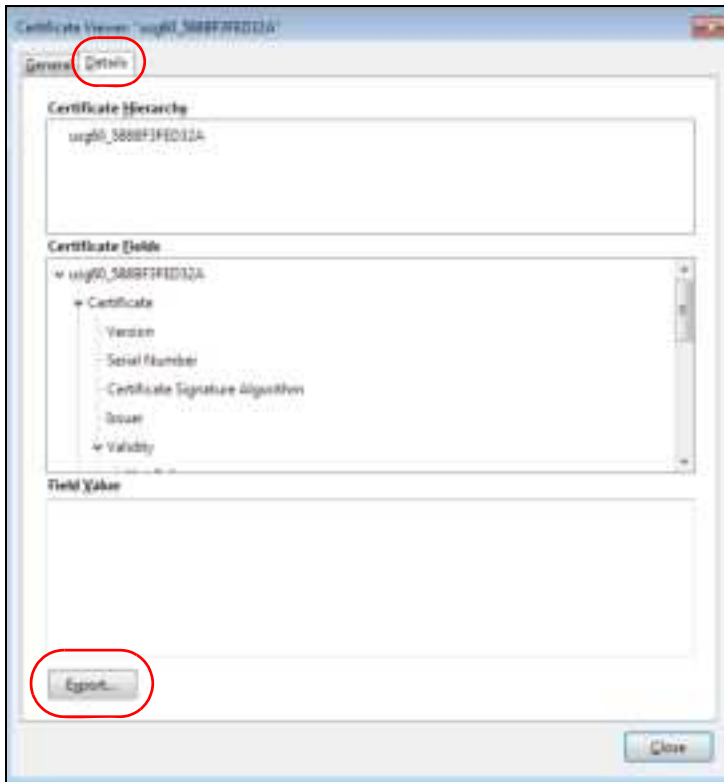 Certificate Viewer: "usg60_5888F3FED32A"
General Details
Certificate Hierarchy
usg60_5888F3FED32A
Certificate Fields
usg60_5888F3FED32A
Certificate
Version
Serial Number
Certificate Signature Algorithm
Issuer
Validity
Field Value
Export...
Close